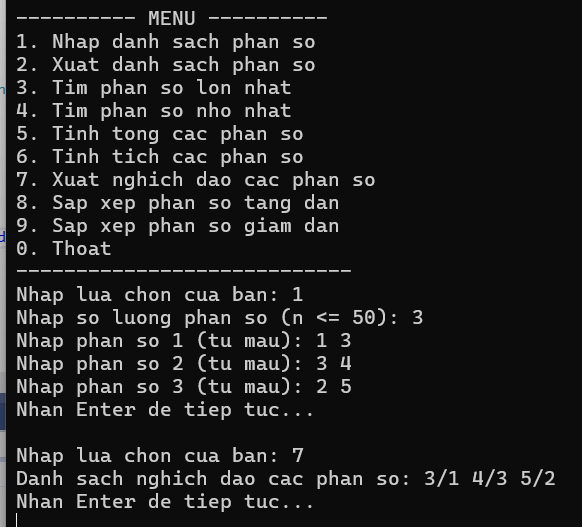 ---------- MENU ----------
1. Nhap danh sach phan so
2. Xuat danh sach phan so
3. Tim phan so lon nhat
4. Tim phan so nho nhat
5. Tinh tong cac phan so
6. Tinh tich cac phan so
7. Xuat nghich dao cac phan so
8. Sap xep phan so tang dan
9. Sap xep phan so giam dan
0. Thoat
----------------------------
Nhap lua chon cua ban: 1
Nhap so luong phan so (n <= 50): 3
Nhap phan so 1 (tu mau): 1 3
Nhap phan so 2 (tu mau): 3 4
Nhap phan so 3 (tu mau): 2 5
Nhan Enter de tiep tuc...
Nhap lua chon cua ban: 7
Danh sach nghich dao cac phan so: 3/1 4/3 5/2
Nhan Enter de tiep tuc...